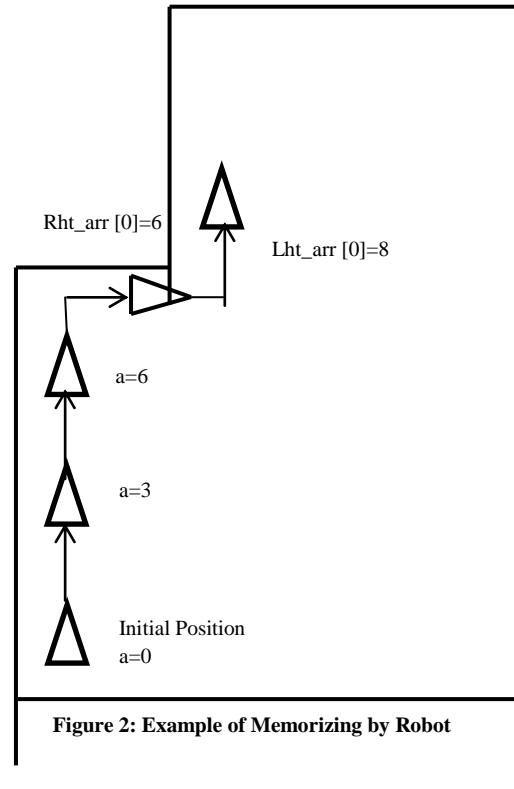 Rht_arr [0]=6
Lht_arr [0]=8
a=6
a=3
Initial Position
a=0
Figure 2: Example of Memorizing by Robot